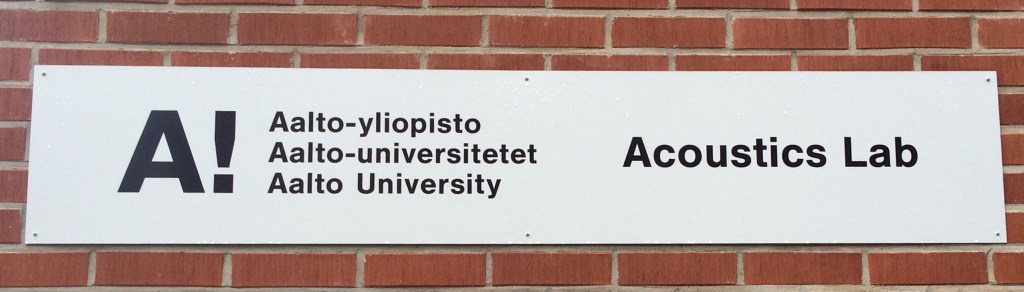 A!
Aalto-yliopisto
Aalto-universitetet
Aalto University
Acoustics Lab